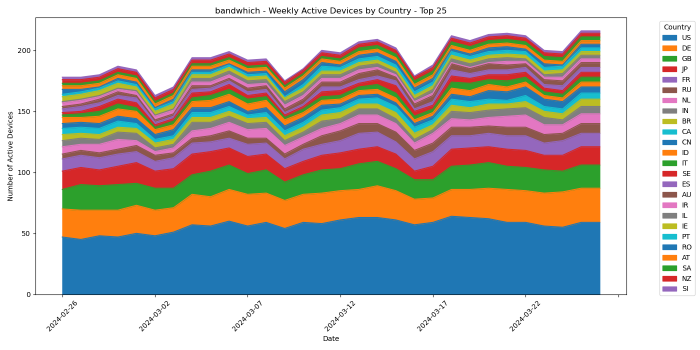 bandwhich - Weekly Active Devices by Country - Top 25
Number of Active Devices
200
150
100
50
0
2024-02-26
2024-03-02
2024-03-07
2024-03-12
2024-03-17
2024-03-22
Date
Country
US
DE
GB
JP
FR
RU
NL
IN
BR
CA
CN
ID
IT
SE
ES
AU
IR
IL
IE
PT
RO
AT
SA
NZ
SI